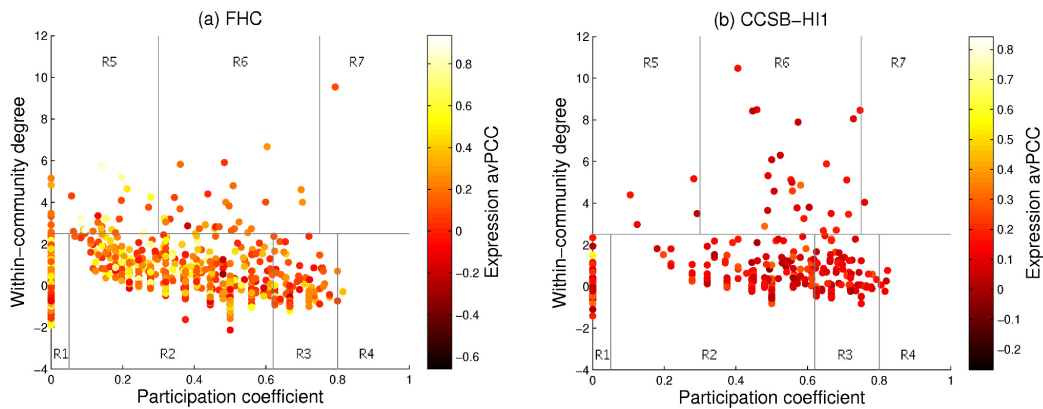 (a) FHC
Within-community degree
12
10
8
6
4
2
0
-2
-4
R5
R6
R7
R1
R2
R3
R4
0
0.2
0.4
0.6
0.8
1
Participation coefficient
0.8
0.6
0.4
0.2
0
-0.2
-0.4
-0.6
Expression avPCC
(b) CCSB-HI1
Within-community degree
12
10
8
6
4
2
0
-2
-4
R5
R6
R7
R1
R2
R3
R4
0
0.2
0.4
0.6
0.8
1
Participation coefficient
0.8
0.7
0.6
0.5
0.4
0.3
0.2
0.1
0
-0.1
-0.2
Expression avPCC